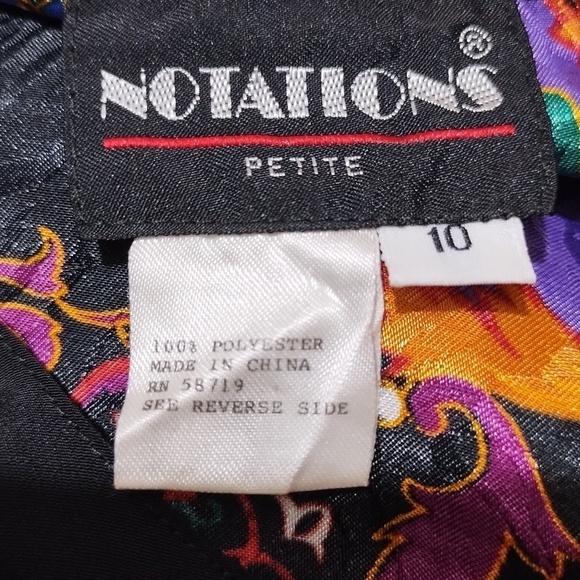 NOTATIONS®
PETITE
10
100% POLYESTER
MADE IN CHINA
RN 58719
SEE REVERSE SIDE